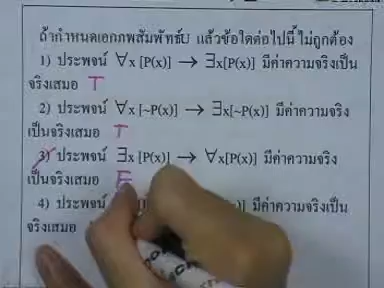 ถ้ากำหนดเอกภพสัมพัทธ์U แล้วข้อใดต่อไปนี้ ไม่ถูกต้อง
1) ประพจน์ ∀x [P(x)] → ∃x[P(x)] มีค่าความจริงเป็น
จริงเสมอ T
2) ประพจน์ ∀x [~P(x)] → ∃x[~P(x)] มีค่าความจริง
เป็นจริงเสมอ T
3) ประพจน์ ∃x [P(x)] → ∀x[P(x)] มีค่าความจริง
เป็นจริงเสมอ F
4) ประพจน์ มีค่าความจริงเป็น
จริงเสมอ